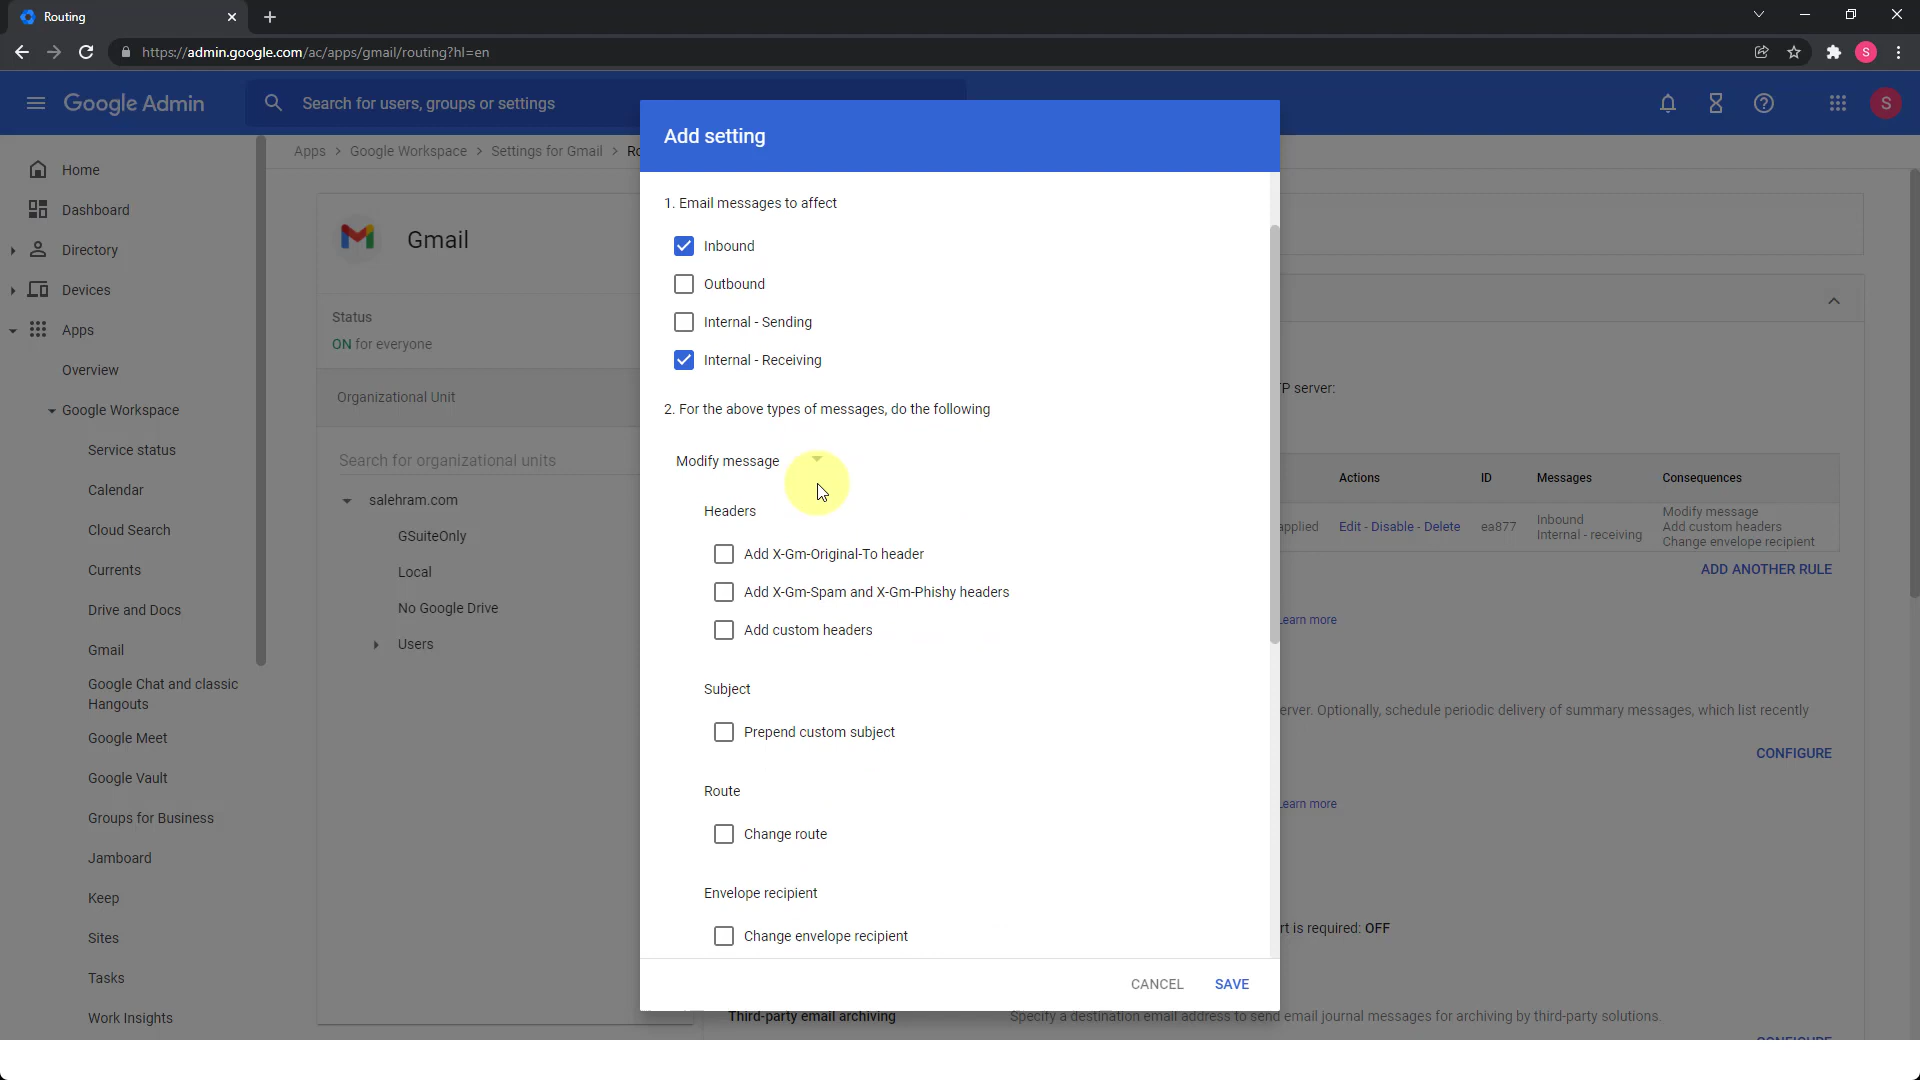 Routing
https://admin.google.com/ac/apps/gmail/routing?hl=en
S
Google Admin
Search for users, groups or settings
S
Home
Dashboard
Directory
Devices
Apps
Overview
Google Workspace
Service status
Calendar
Cloud Search
Currents
Drive and Docs
Gmail
Google Chat and classic
Hangouts
Google Meet
Google Vault
Groups for Business
Jamboard
Keep
Sites
Tasks
Work Insights
Apps > Google Workspace > Settings for Gmail > Ro
Gmail
Status
ON for everyone
Organizational Unit
Search for organizational units
salehram.com
GSuiteOnly
Local
No Google Drive
Users
Add setting
1. Email messages to affect
Inbound
Outbound
Internal - Sending
Internal - Receiving
2. For the above types of messages, do the following
Modify message
Headers
Add X-Gm-Original-To header
Add X-Gm-Spam and X-Gm-Phishy headers
Add custom headers
Subject
Prepend custom subject
Route
Change route
Envelope recipient
Change envelope recipient
CANCEL SAVE
TP server:
Actions ID Messages Consequences
applied Edit - Disable - Delete ea877 Inbound
Internal - receiving
Modify message
Add custom headers
Change envelope recipient
ADD ANOTHER RULE
Learn more
erver. Optionally, schedule periodic delivery of summary messages, which list recently
CONFIGURE
Learn more
rt is required: OFF
Third-party email archiving
Specify a destination email address to send email journal messages for archiving by third-party solutions.
CONFIGURE